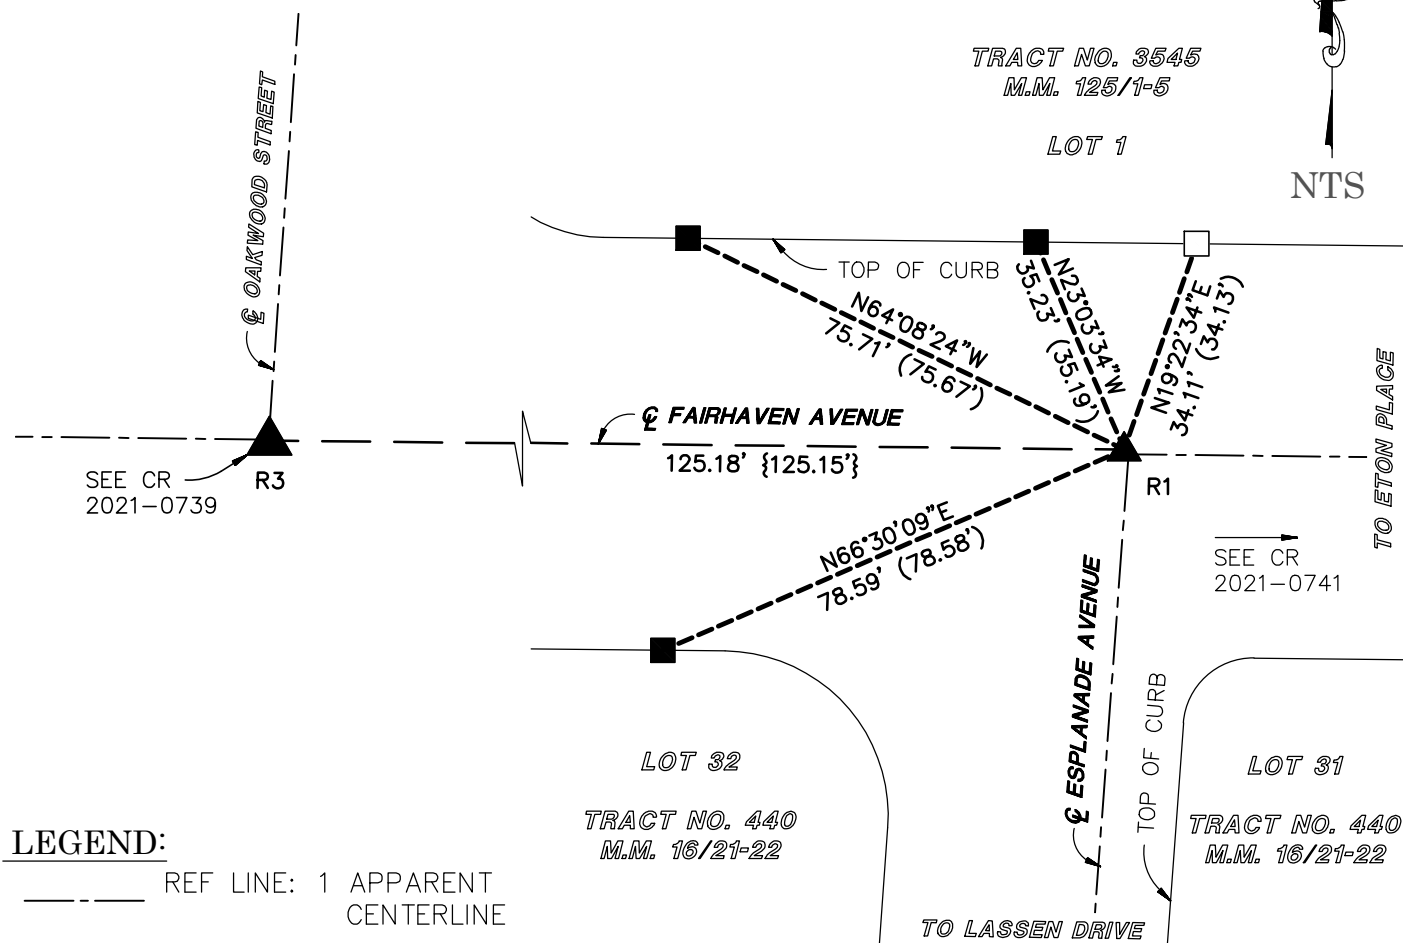 TRACT NO. 3545
M.M. 125/1-5
LOT 1
NTS
℄ OAKWOOD STREET
TOP OF CURB
N64°08'24"W
75.71' (75.67')
N23°03'34"W
35.23' (35.19')
N19°22'34"E
34.11' (34.13')
℄ FAIRHAVEN AVENUE
125.18' {125.15'}
SEE CR
2021-0739
R3
R1
TO ETON PLACE
N66°30'09"E
78.59' (78.58')
SEE CR
2021-0741
℄ ESPLANADE AVENUE
TOP OF CURB
LOT 32
TRACT NO. 440
M.M. 16/21-22
LOT 31
TRACT NO. 440
M.M. 16/21-22
LEGEND:
REF LINE: 1 APPARENT
CENTERLINE
TO LASSEN DRIVE